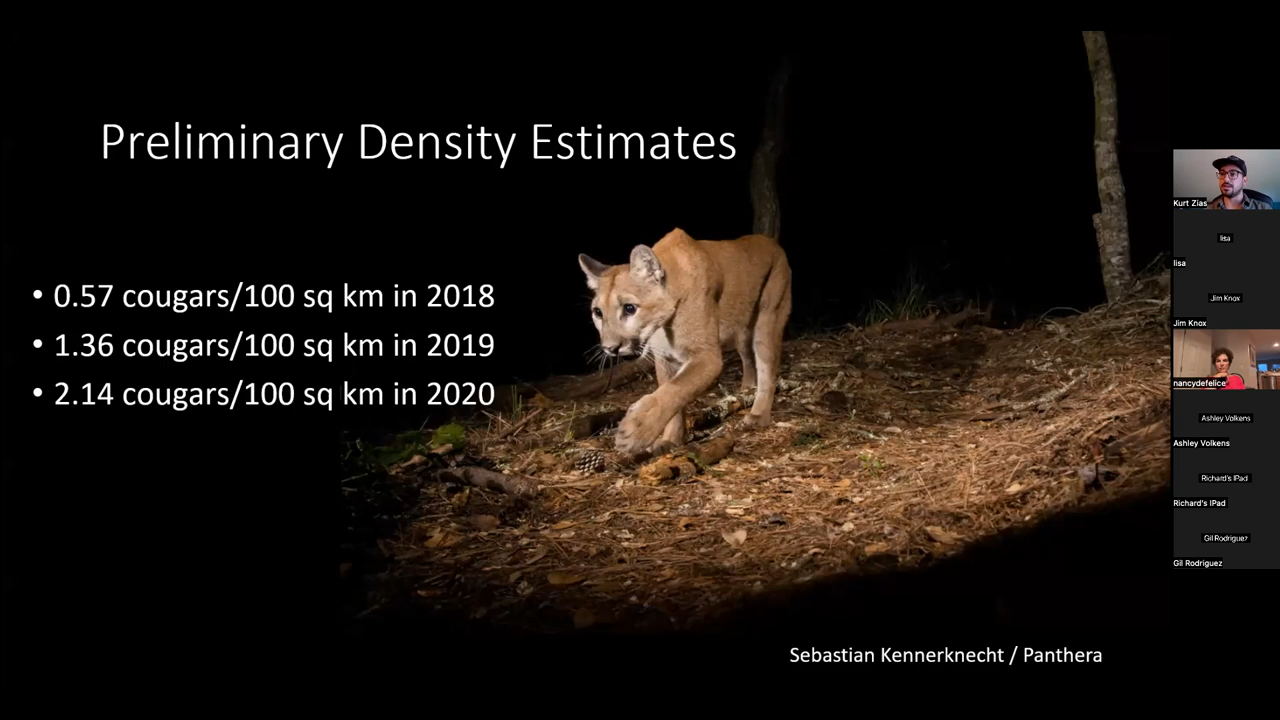 Preliminary Density Estimates
• 0.57 cougars/100 sq km in 2018
• 1.36 cougars/100 sq km in 2019
• 2.14 cougars/100 sq km in 2020
Sebastian Kennerknecht / Panthera
Kurt Zias
lisa
lisa
Jim Knox
Jim Knox
nancydefelice
Ashley Volkens
Ashley Volkens
Richard's IPad
Richard's IPad
Gil Rodriguez
Gil Rodriguez